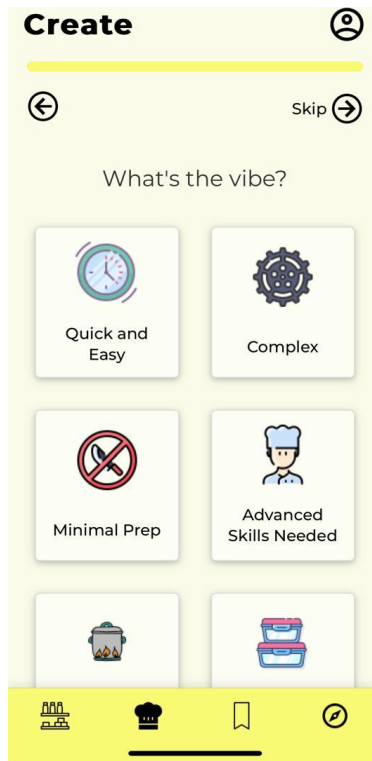 Create
Skip
What's the vibe?
Quick and
Easy
Complex
Minimal Prep
Advanced
Skills Needed